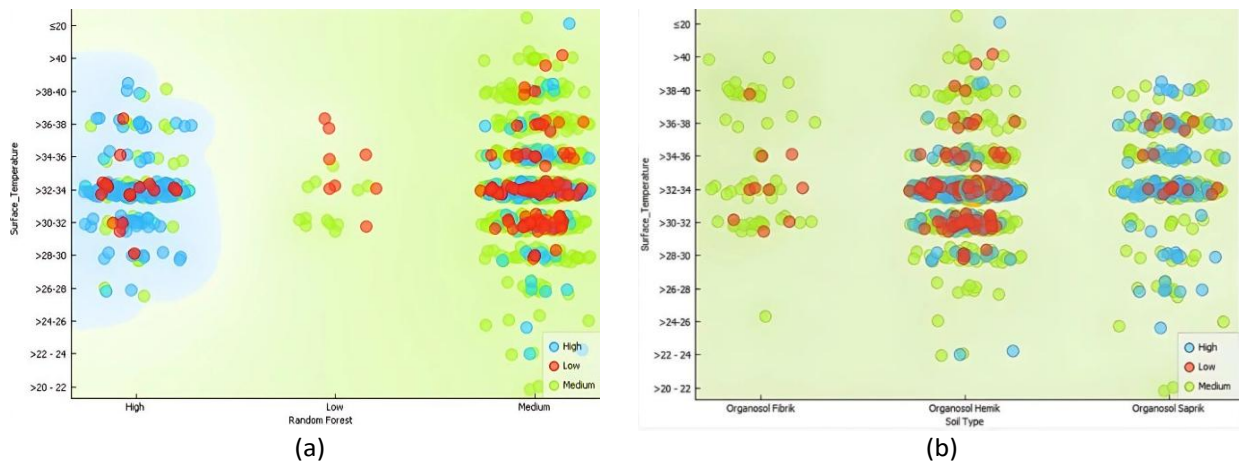 ≤20
>40
>38-40
>36-38
>34-36
>32-34
>30-32
>28-30
>26-28
>24-26
>22 - 24
>20 - 22
Surface_Temperature
High
Low
Medium
High
Low
Medium
Random Forest
(a)
≤20
>40
>38-40
>36-38
>34-36
>32-34
>30-32
>28-30
>26-28
>24-26
>22 - 24
>20 - 22
Surface_Temperature
High
Low
Medium
Organosol Fibrik
Organosol Hemik
Organosol Saprik
Soil Type
(b)